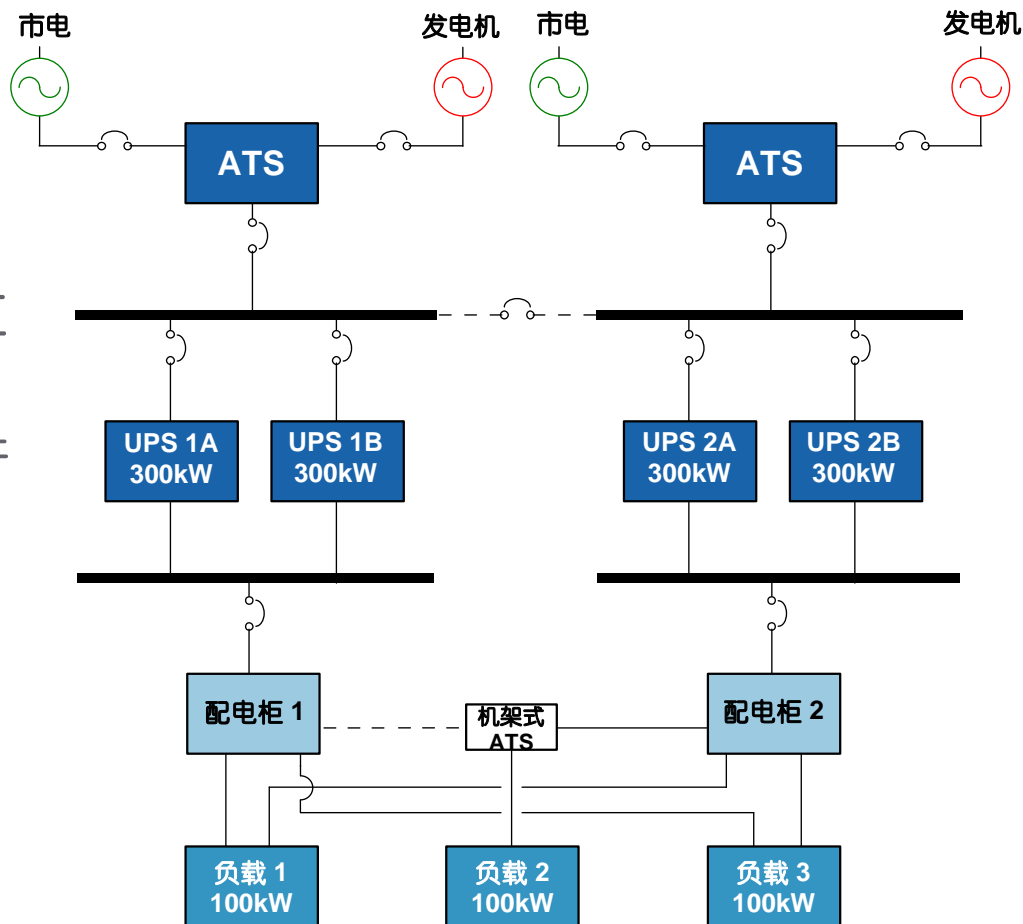 市电
发电机
市电
发电机
ATS
ATS
UPS 1A
300kW
UPS 1B
300kW
UPS 2A
300kW
UPS 2B
300kW
配电柜 1
机架式
ATS
配电柜 2
负载 1
100kW
负载 2
100kW
负载 3
100kW